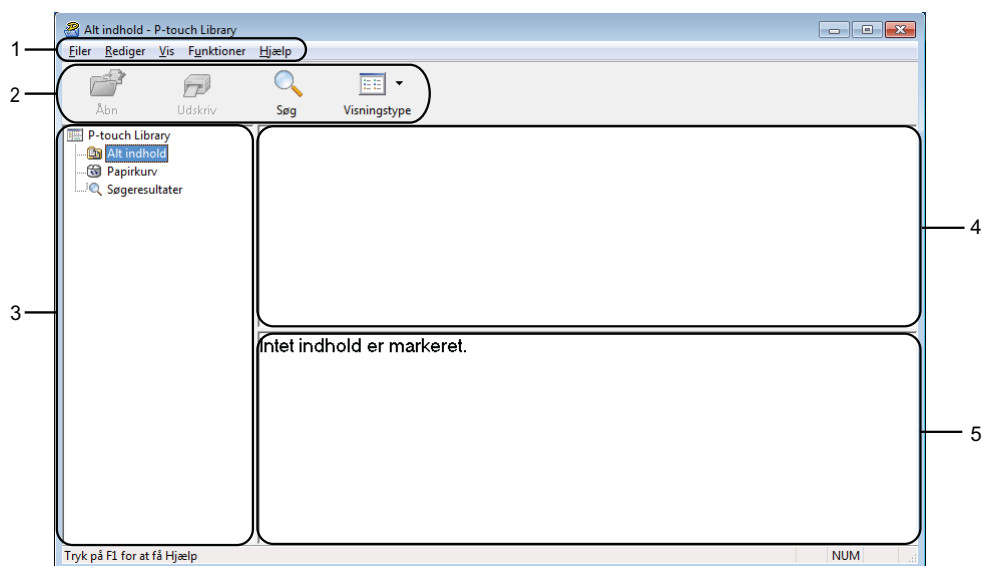 Alt indhold - P-touch Library
1
Filer Rediger Vis Funktioner Hjælp
2
Åbn Udskriv Søg Visningstype
P-touch Library
Alt indhold
Papirkurv
Søgeresultater
4
3
Intet indhold er markeret.
5
Tryk på F1 for at få Hjælp NUM